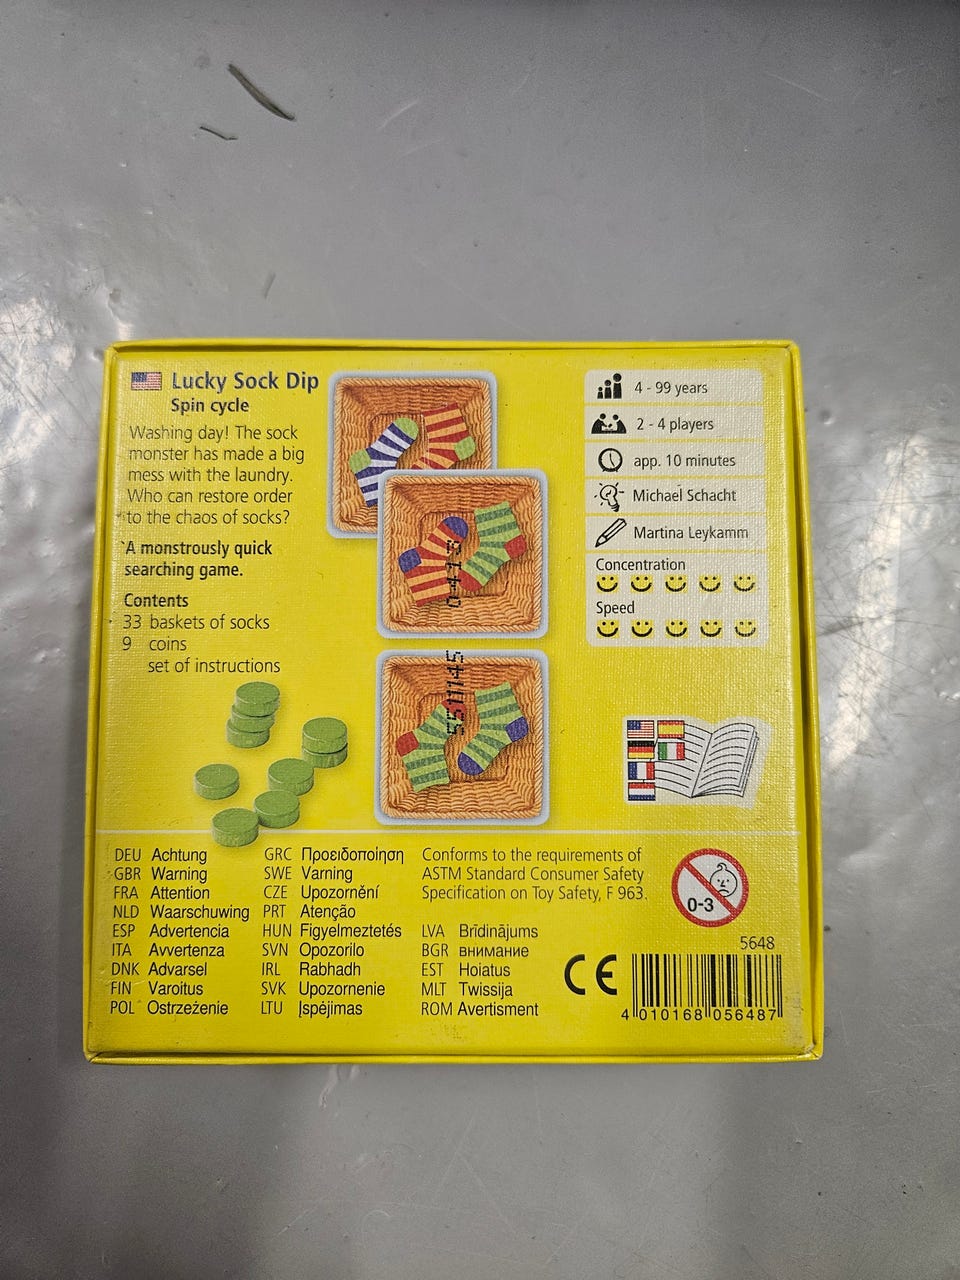 Lucky Sock Dip
Spin cycle
Washing day! The sock
monster has made a big
mess with the laundry.
Who can restore order
to the chaos of socks?
A monstrously quick
searching game.
Contents
33 baskets of socks
9 coins
set of instructions
0413
5511145
4 - 99 years
2 - 4 players
app. 10 minutes
Michael Schacht
Martina Leykamm
Concentration
Speed
DEU Achtung
GBR Warning
FRA Attention
NLD Waarschuwing
ESP Advertencia
ITA Avvertenza
DNK Advarsel
FIN Varoitus
POL Ostrzeżenie
GRC Προειδοποίηση
SWE Varning
CZE Upozornění
PRT Atenção
HUN Figyelmeztetés
SVN Opozorilo
IRL Rabhadh
SVK Upozornenie
LTU Įspėjimas
Conforms to the requirements of
ASTM Standard Consumer Safety
Specification on Toy Safety, F 963.
LVA Brīdinājums
BGR внимание
EST Hoiatus
MLT Twissija
ROM Avertisment
0-3
CE
5648
4 010168 056487